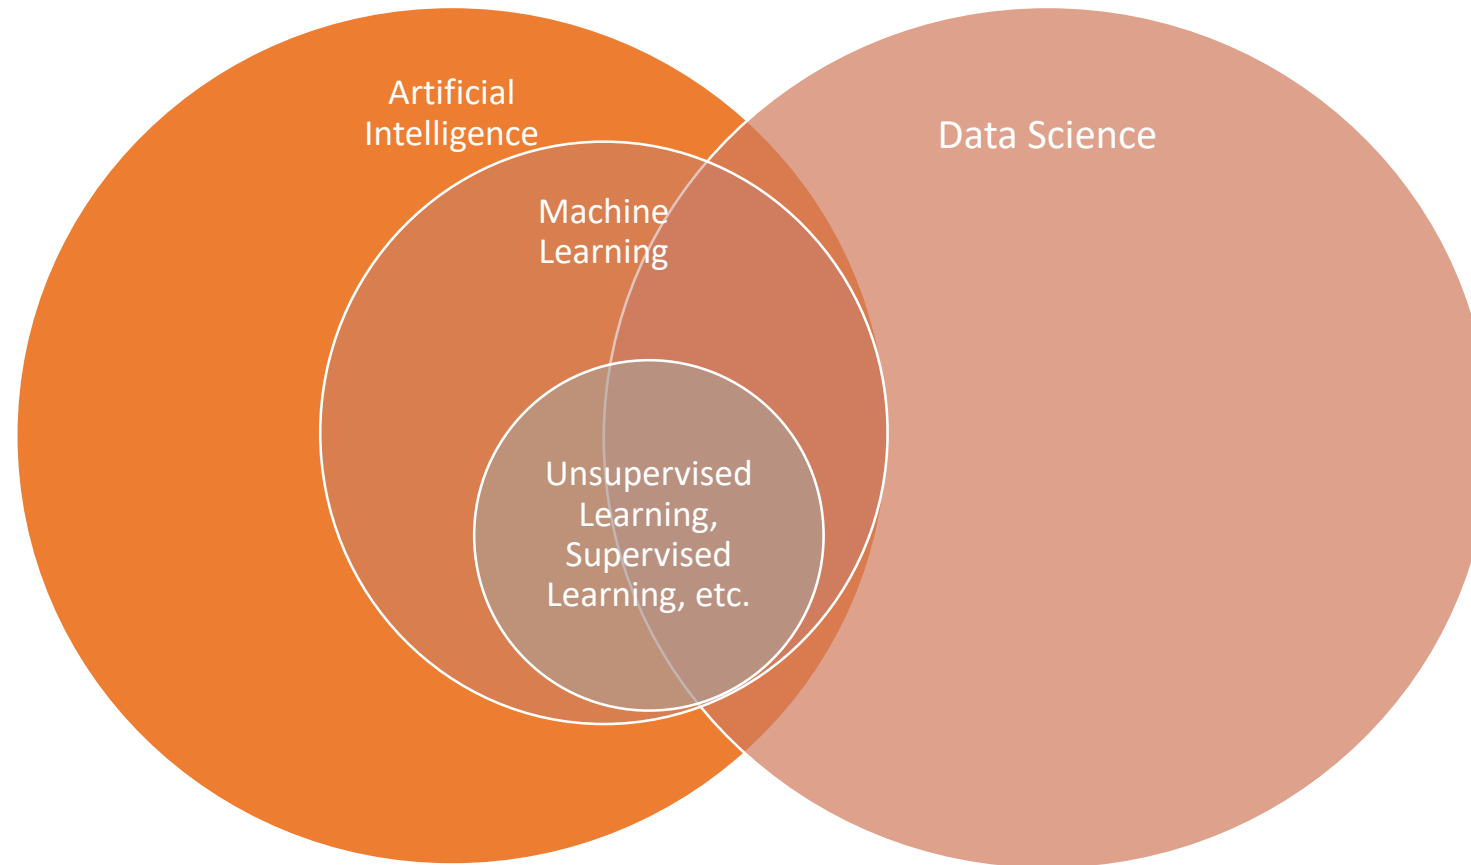 Artificial
Intelligence
Data Science
Machine
Learning
Unsupervised
Learning,
Supervised
Learning, etc.